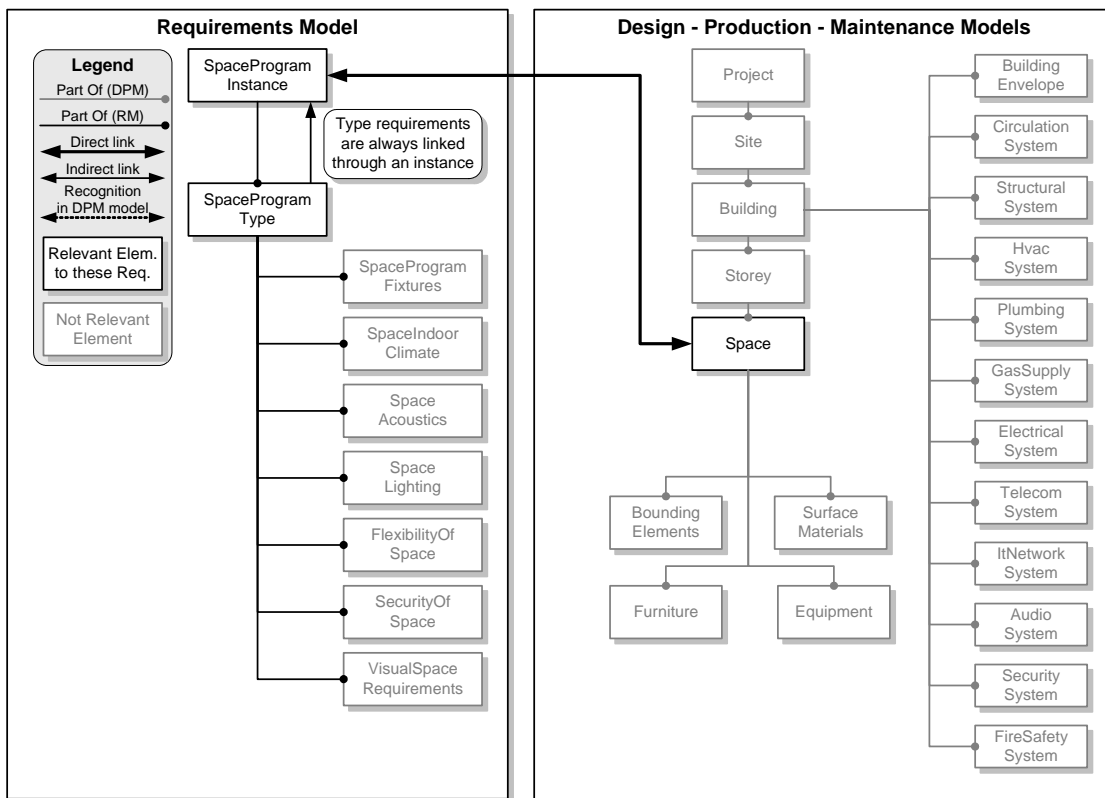 Requirements Model
Legend
Part Of (DPM)
Part Of (RM)
Direct link
Indirect link
Recognition
in DPM model
Relevant Elem.
to these Req.
Not Relevant
Element
SpaceProgram
Instance
Type requirements
are always linked
through an instance
SpaceProgram
Type
SpaceProgram
Fixtures
SpaceIndoor
Climate
Space
Acoustics
Space
Lighting
FlexibilityOf
Space
SecurityOf
Space
VisualSpace
Requirements
Design - Production - Maintenance Models
Project
Site
Building
Storey
Space
Bounding
Elements
Surface
Materials
Furniture
Equipment
Building
Envelope
Circulation
System
Structural
System
Hvac
System
Plumbing
System
GasSupply
System
Electrical
System
Telecom
System
ItNetwork
System
Audio
System
Security
System
FireSafety
System